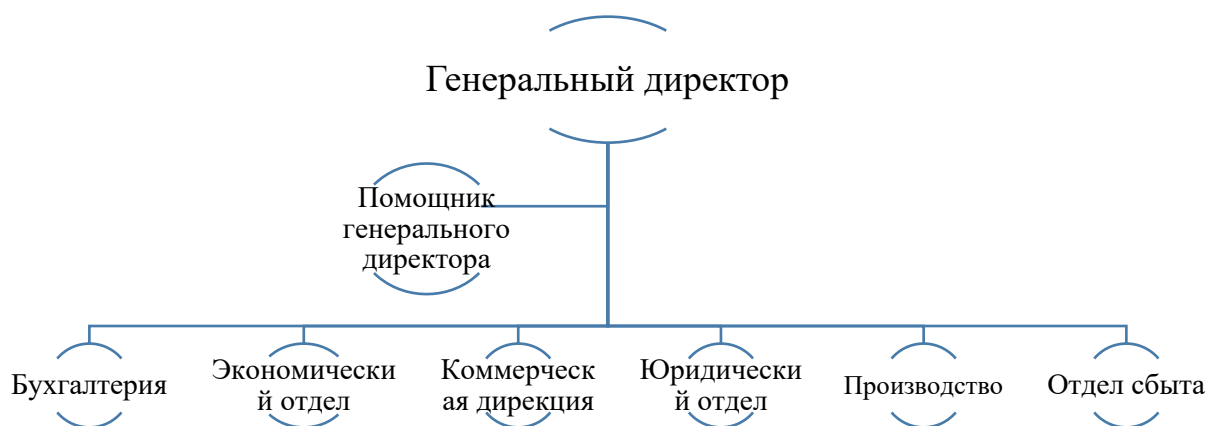 Генеральный директор
Помощник
генерального
директора
Бухгалтерия
Экономически
й отдел
Коммерческ
ая дирекция
Юридически
й отдел
Производство
Отдел сбыта